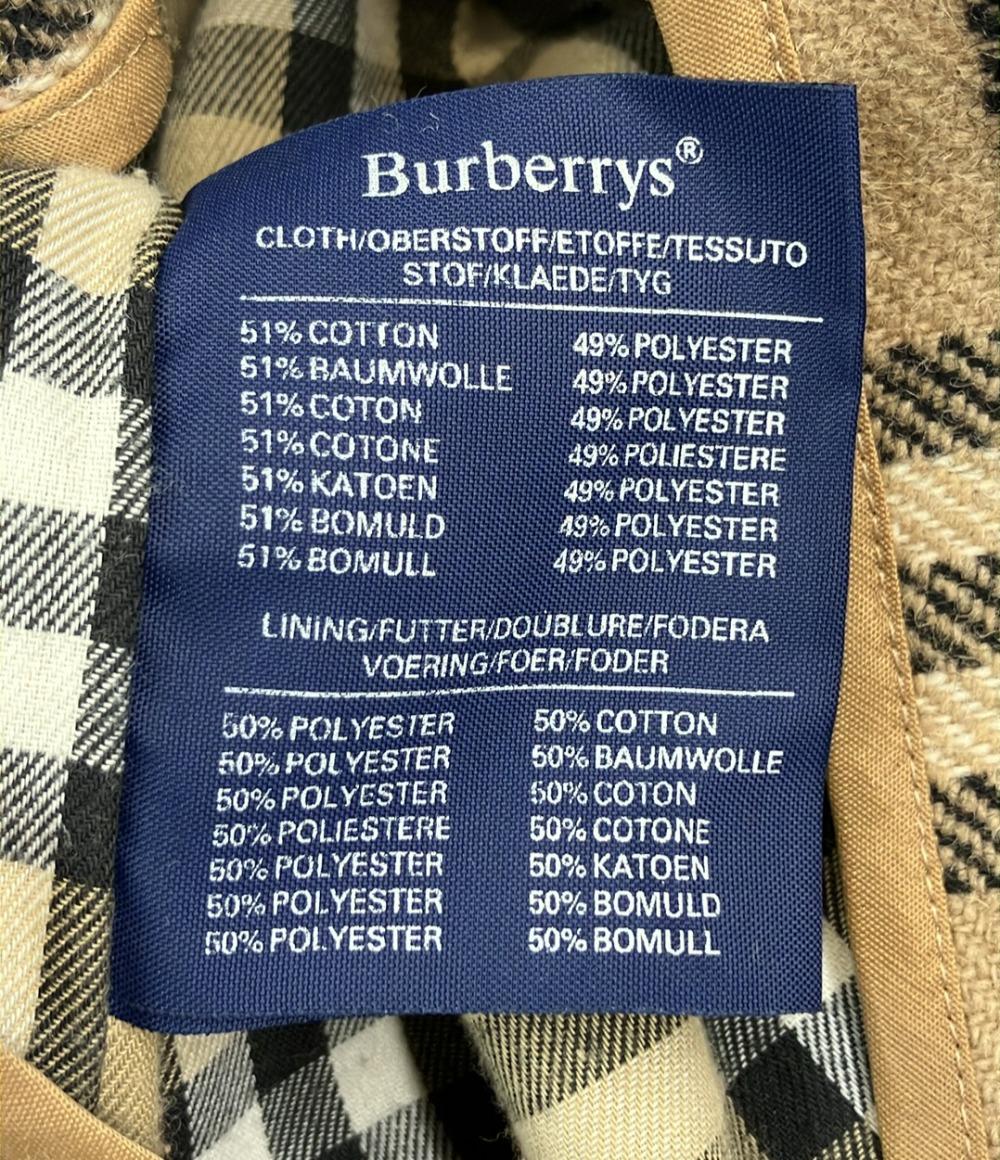 Burberrys®
CLOTH/OBERSTOFF/ETOFFE/TESSUTO
STOF/KLAEDE/TYG
51% COTTON 49% POLYESTER
51% BAUMWOLLE 49% POLYESTER
51% COTON 49% POLYESTER
51% COTONE 49% POLIESTERE
51% KATOEN 49% POLYESTER
51% BOMULD 49% POLYESTER
51% BOMULL 49% POLYESTER
LINING/FUTTER/DOUBLURE/FODERA
VOERING/FOER/FODER
50% POLYESTER 50% COTTON
50% POLYESTER 50% BAUMWOLLE
50% POLYESTER 50% COTON
50% POLIESTERE 50% COTONE
50% POLYESTER 50% KATOEN
50% POLYESTER 50% BOMULD
50% POLYESTER 50% BOMULL